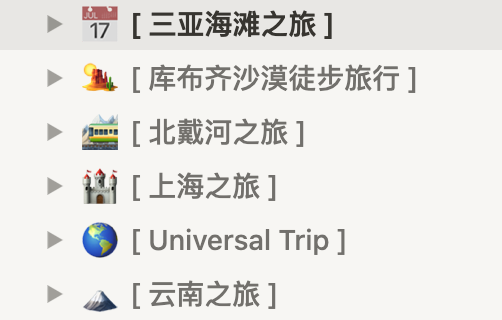 JUL
17
[ 三亚海滩之旅 ]
[ 库布齐沙漠徒步旅行 ]
[ 北戴河之旅 ]
[ 上海之旅 ]
[ Universal Trip ]
[ 云南之旅 ]